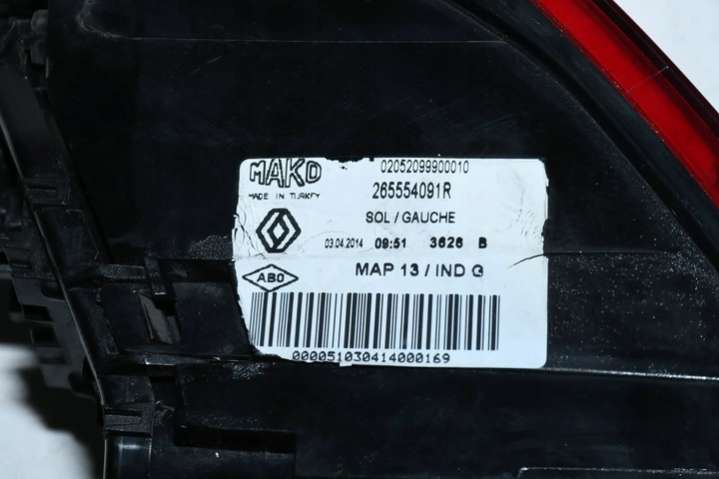 MAKO 02052099900010
MADE IN TURKEY 265554091R
SOL / GAUCHE
03.04.2014 09:51 3626 B
ABO MAP 13 / IND G
000051030414000169